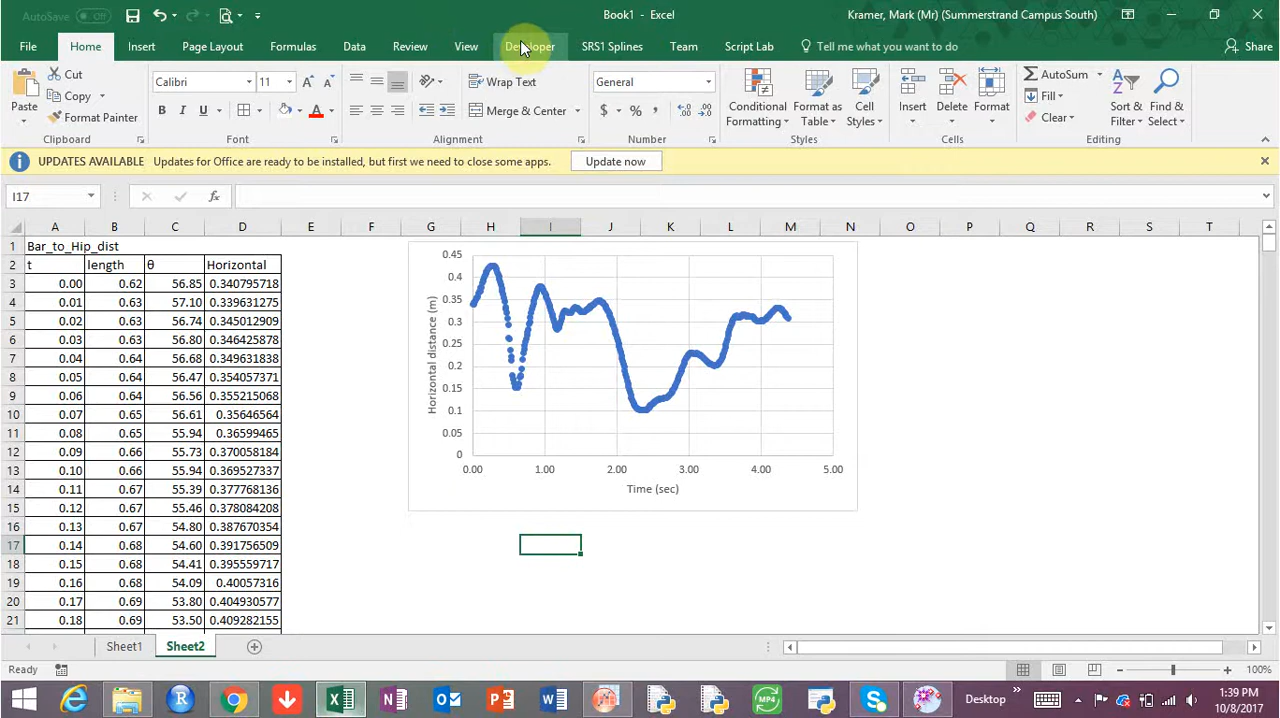 AutoSave Off
Book1 - Excel
Kramer, Mark (Mr) (Summerstrand Campus South)
File Home Insert Page Layout Formulas Data Review View Developer SRS1 Splines Team Script Lab Tell me what you want to do Share
Paste
Cut
Copy
Format Painter
Clipboard
Calibri 11
B I U
Font
Wrap Text
Merge & Center
Alignment
General
$ % ,
Number
Conditional Formatting
Format as Table
Cell Styles
Styles
Insert Delete Format
Cells
AutoSum
Fill
Clear
Sort & Filter
Find & Select
Editing
UPDATES AVAILABLE Updates for Office are ready to be installed, but first we need to close some apps. Update now
I17 fx
A B C D E F G H I J K L M N O P Q R S T
1 Bar_to_Hip_dist
2 t length θ Horizontal
3 0.00 0.62 56.85 0.340795718
4 0.01 0.63 57.10 0.339631275
5 0.02 0.63 56.74 0.345012909
6 0.03 0.63 56.80 0.346425878
7 0.04 0.64 56.68 0.349631838
8 0.05 0.64 56.47 0.354057371
9 0.06 0.64 56.56 0.355215068
10 0.07 0.65 56.61 0.35646564
11 0.08 0.65 55.94 0.36599465
12 0.09 0.66 55.73 0.370058184
13 0.10 0.66 55.94 0.369527337
14 0.11 0.67 55.39 0.377768136
15 0.12 0.67 55.46 0.378084208
16 0.13 0.67 54.80 0.387670354
17 0.14 0.68 54.60 0.391756509
18 0.15 0.68 54.41 0.395559717
19 0.16 0.68 54.09 0.40057316
20 0.17 0.69 53.80 0.404930577
21 0.18 0.69 53.50 0.409282155
0.45
0.4
0.35
0.3
0.25
0.2
0.15
0.1
0.05
0
Horizontal distance (m)
0.00 1.00 2.00 3.00 4.00 5.00
Time (sec)
Sheet1 Sheet2
Ready
100%
Desktop
1:39 PM
10/8/2017